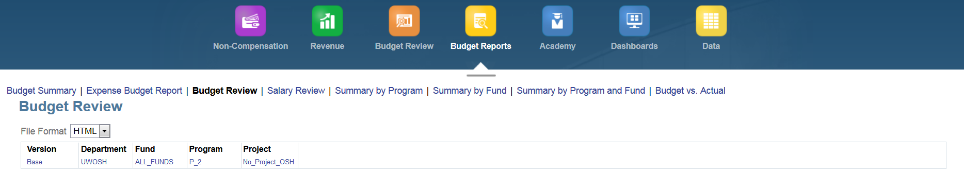 Non-Compensation Revenue Budget Review Budget Reports Academy Dashboards Data
Budget Summary | Expense Budget Report | Budget Review | Salary Review | Summary by Program | Summary by Fund | Summary by Program and Fund | Budget vs. Actual
Budget Review
File Format HTML
Version Department Fund Program Project
Base UWOSH ALL_FUNDS P_2 No_Project_OSH